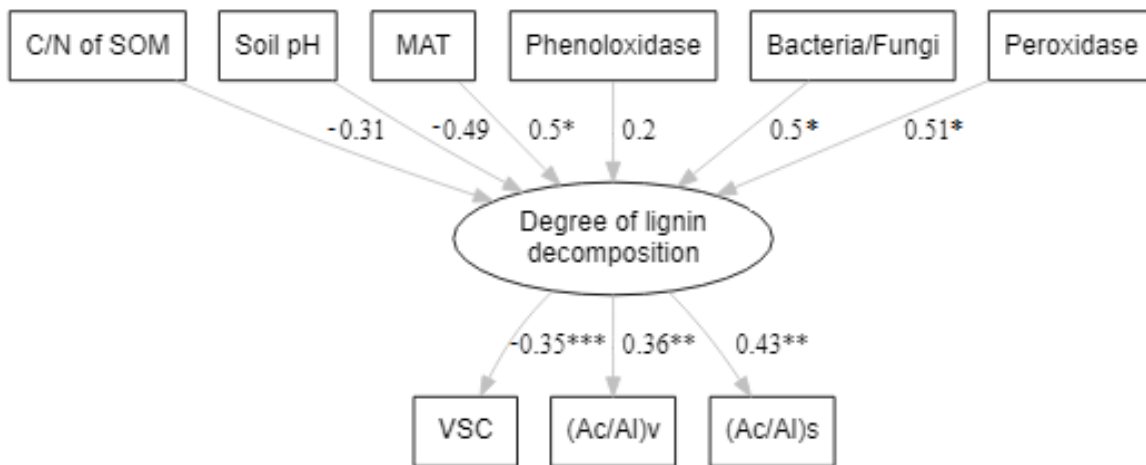 C/N of SOM
Soil pH
MAT
Phenoloxidase
Bacteria/Fungi
Peroxidase
-0.31
-0.49
0.5*
0.2
0.5*
0.51*
Degree of lignin
decomposition
-0.35***
0.36**
0.43**
VSC
(Ac/Al)v
(Ac/Al)s